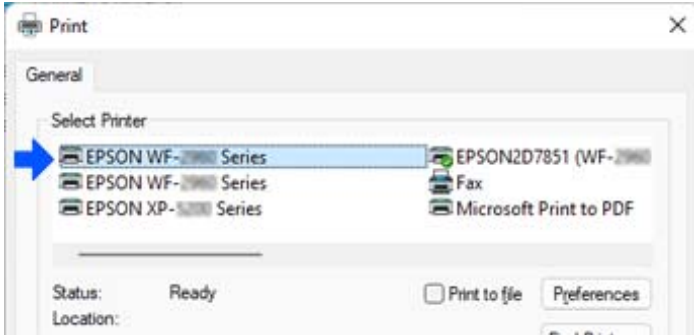 Print
General
Select Printer
EPSON WF- Series
EPSON2D7851 (WF-
EPSON WF- Series
Fax
EPSON XP- Series
Microsoft Print to PDF
Status: Ready
Print to file
Preferences
Location: